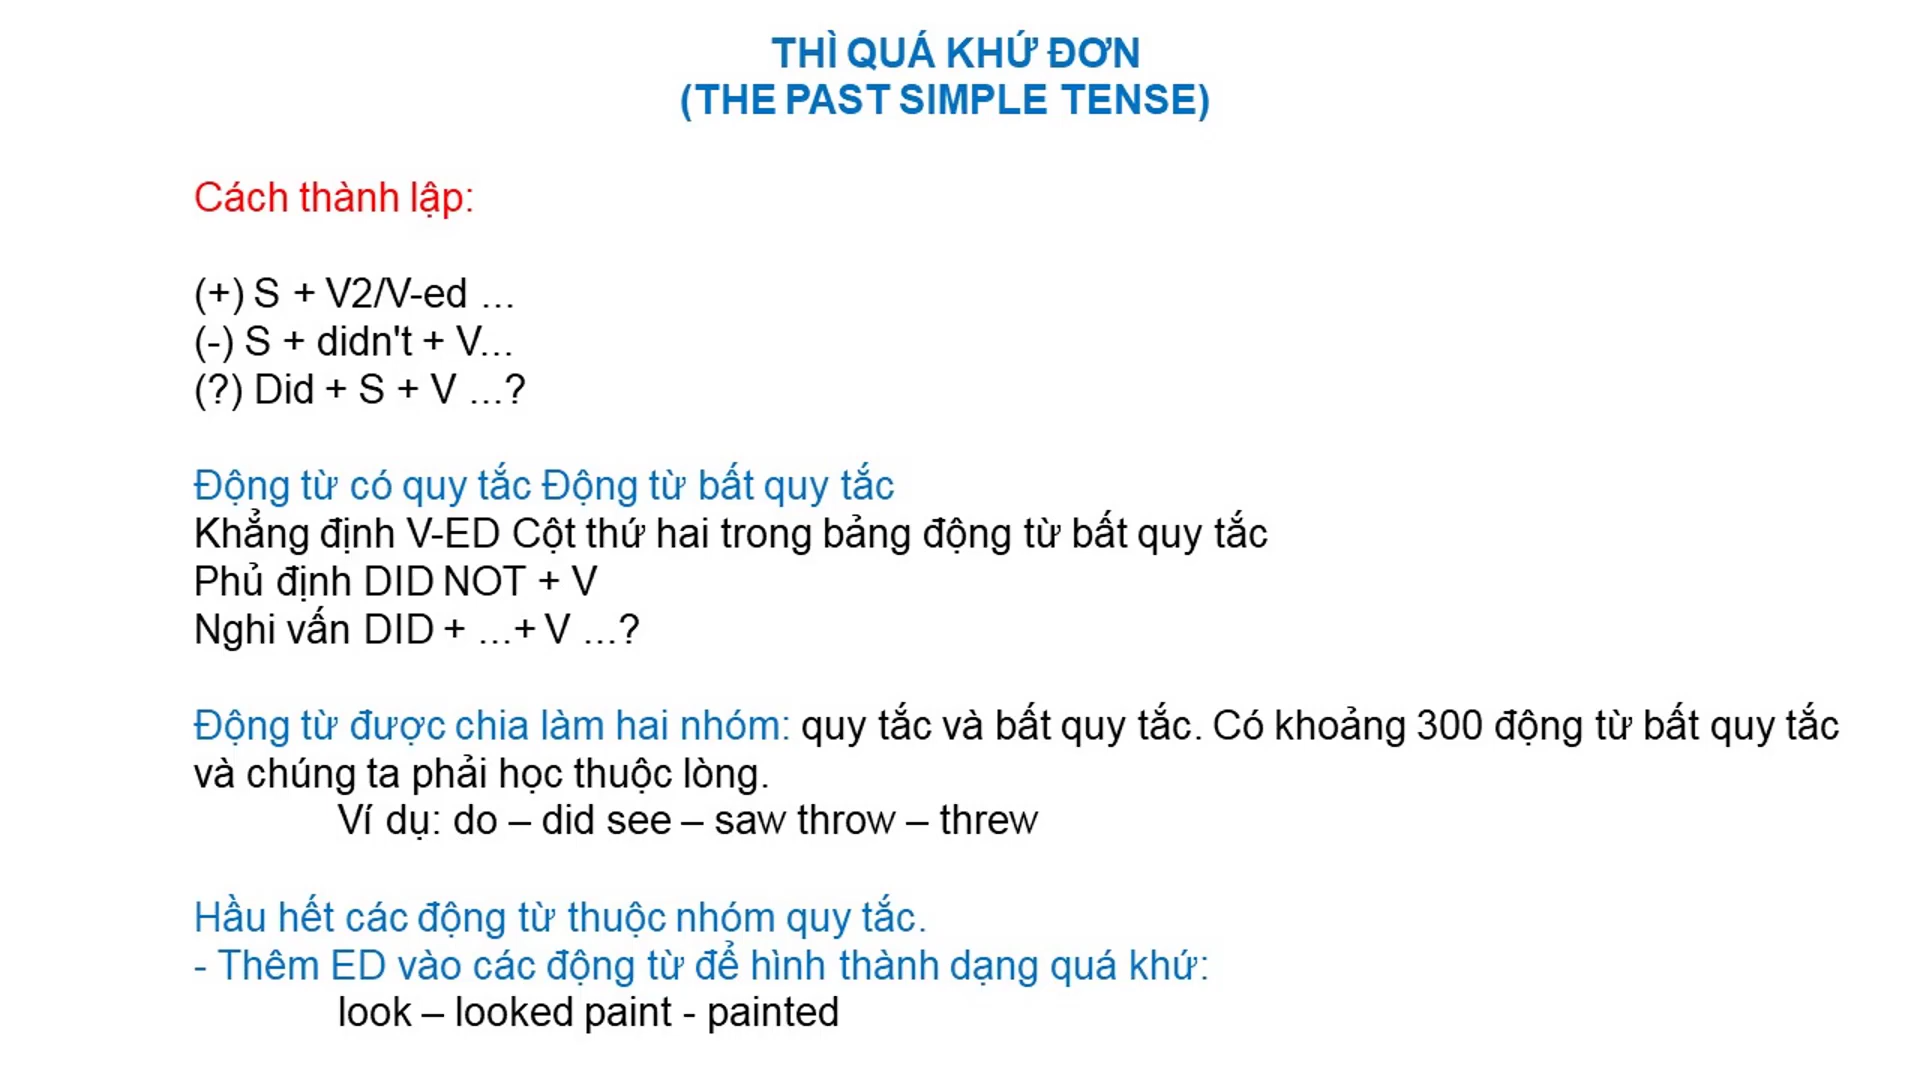 THÌ QUÁ KHỨ ĐƠN
(THE PAST SIMPLE TENSE)
Cách thành lập:
(+) S + V2/V-ed ...
(-) S + didn't + V...
(?) Did + S + V ...?
Động từ có quy tắc Động từ bất quy tắc
Khẳng định V-ED Cột thứ hai trong bảng động từ bất quy tắc
Phủ định DID NOT + V
Nghi vấn DID + ...+ V ...?
Động từ được chia làm hai nhóm: quy tắc và bất quy tắc. Có khoảng 300 động từ bất quy tắc
và chúng ta phải học thuộc lòng.
Ví dụ: do – did see – saw throw – threw
Hầu hết các động từ thuộc nhóm quy tắc.
- Thêm ED vào các động từ để hình thành dạng quá khứ:
look – looked paint - painted